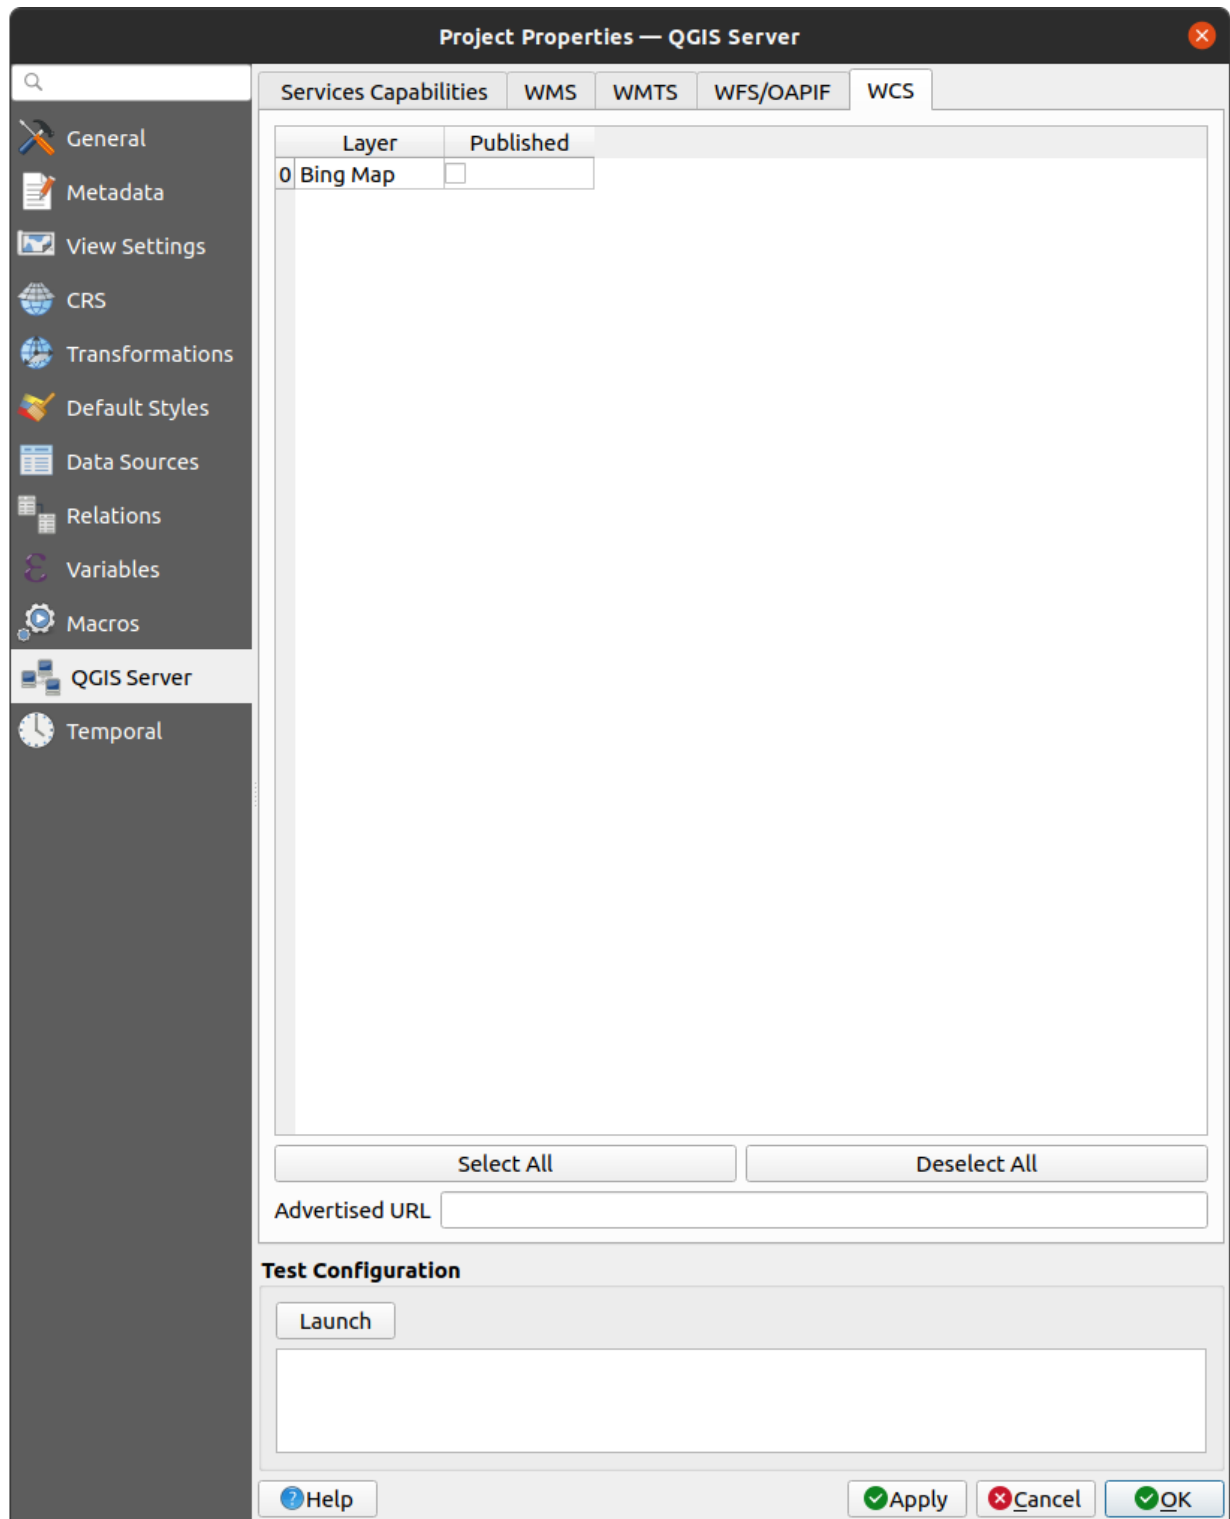 Project Properties — QGIS Server
Services Capabilities WMS WMTS WFS/OAPIF WCS
General
Metadata
View Settings
CRS
Transformations
Default Styles
Data Sources
Relations
Variables
Macros
QGIS Server
Temporal
Layer Published
0 Bing Map
Select All Deselect All
Advertised URL
Test Configuration
Launch
Help Apply Cancel OK